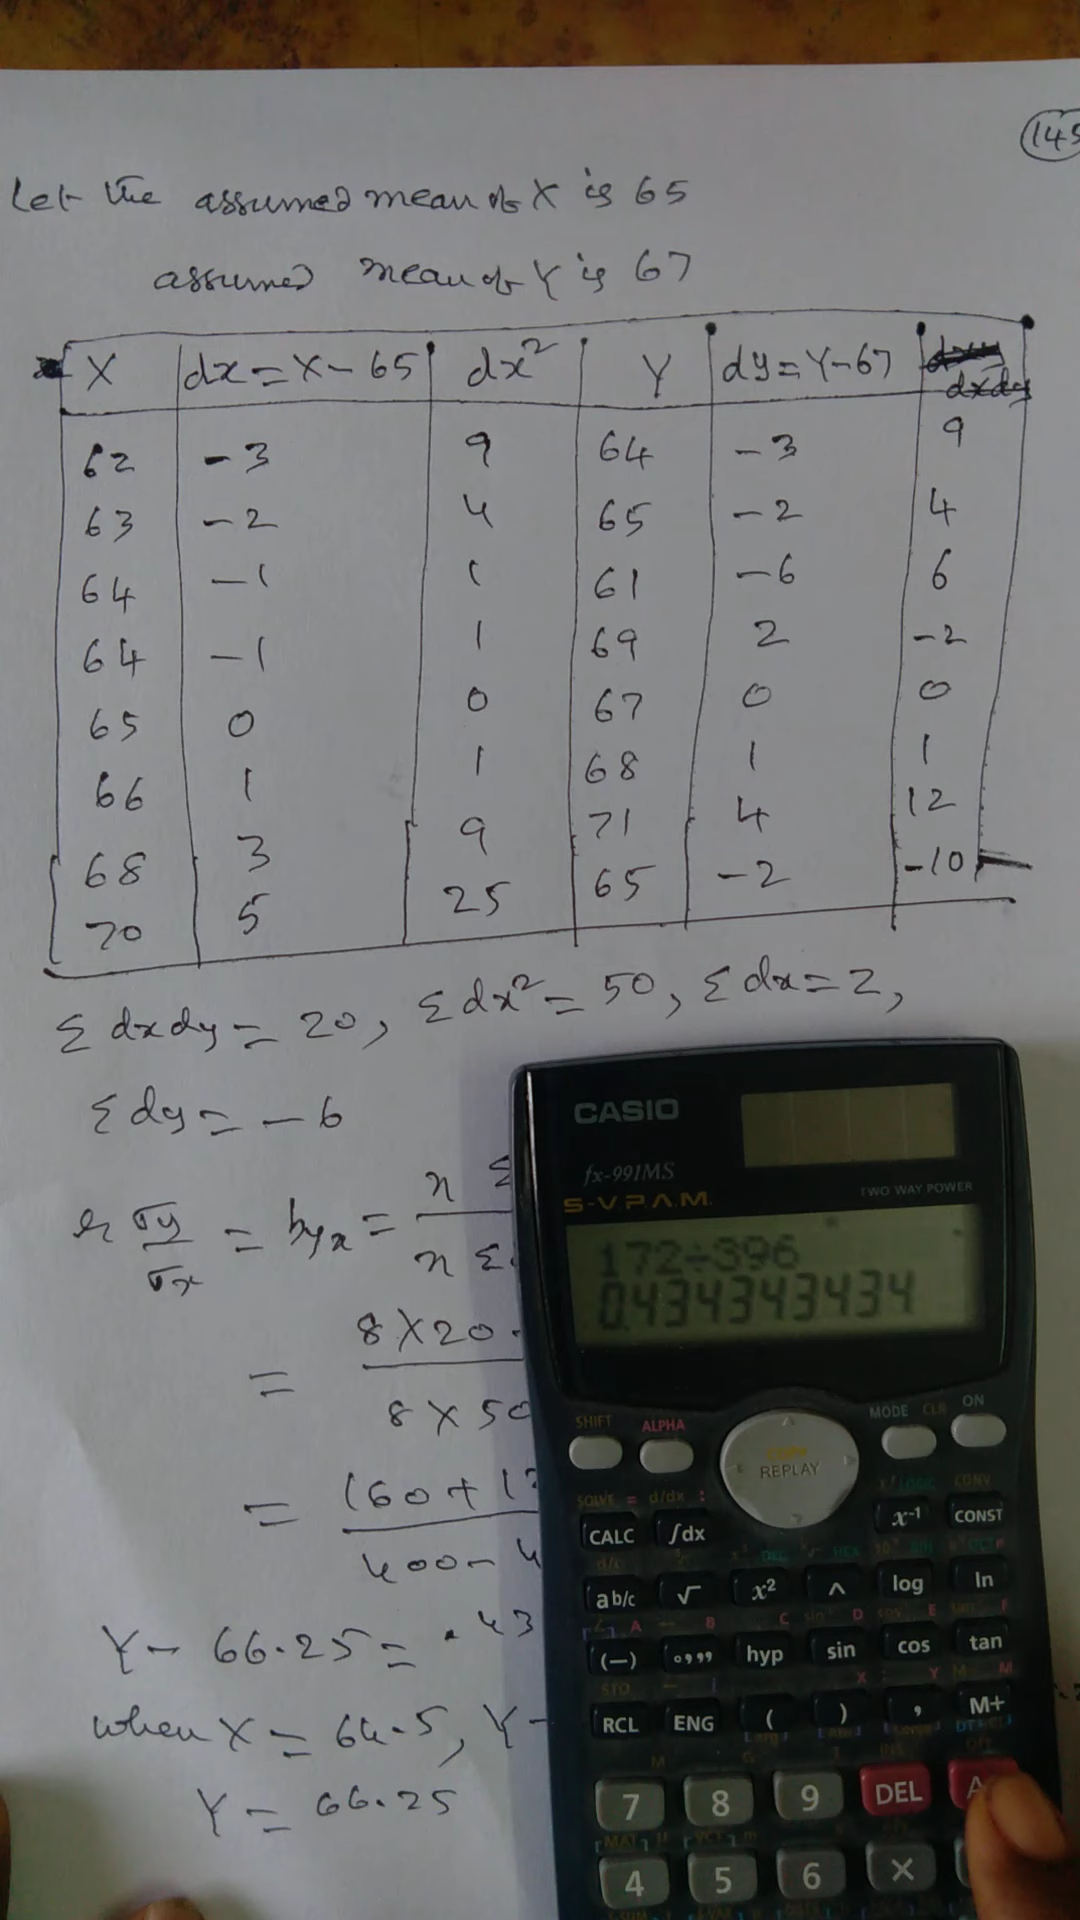 145
Let the assumed mean of X is 65
assumed mean of Y is 67
X dx=X-65 dx² Y dy=Y-67 dxdy
62 -3 9 64 -3 9
63 -2 4 65 -2 4
64 -1 1 61 -6 6
64 -1 1 69 2 -2
65 0 0 67 0 0
66 1 1 68 1 1
68 3 9 71 4 12
70 5 25 65 -2 -10
Σdxdy = 20, Σdx² = 50, Σdx = 2,
Σdy = -6
r σy/σx = byx = n Σ
n Σ
= 8×20
8×50
= 160+12
400-4
Y- 66.25 = .43
when X = 64.5, Y-
Y = 66.25
CASIO
fx-991MS
S-V.P.A.M.
TWO WAY POWER
172÷396
0.434343434
SHIFT ALPHA MODE CLR ON
REPLAY
SOLVE = d/dx :
CALC ∫dx x⁻¹ CONST
CONV
ab/c √ x² ^ log ln
(-) °,,, hyp sin cos tan
STO
RCL ENG ( ) , M+
7 8 9 DEL A
4 5 6 ×